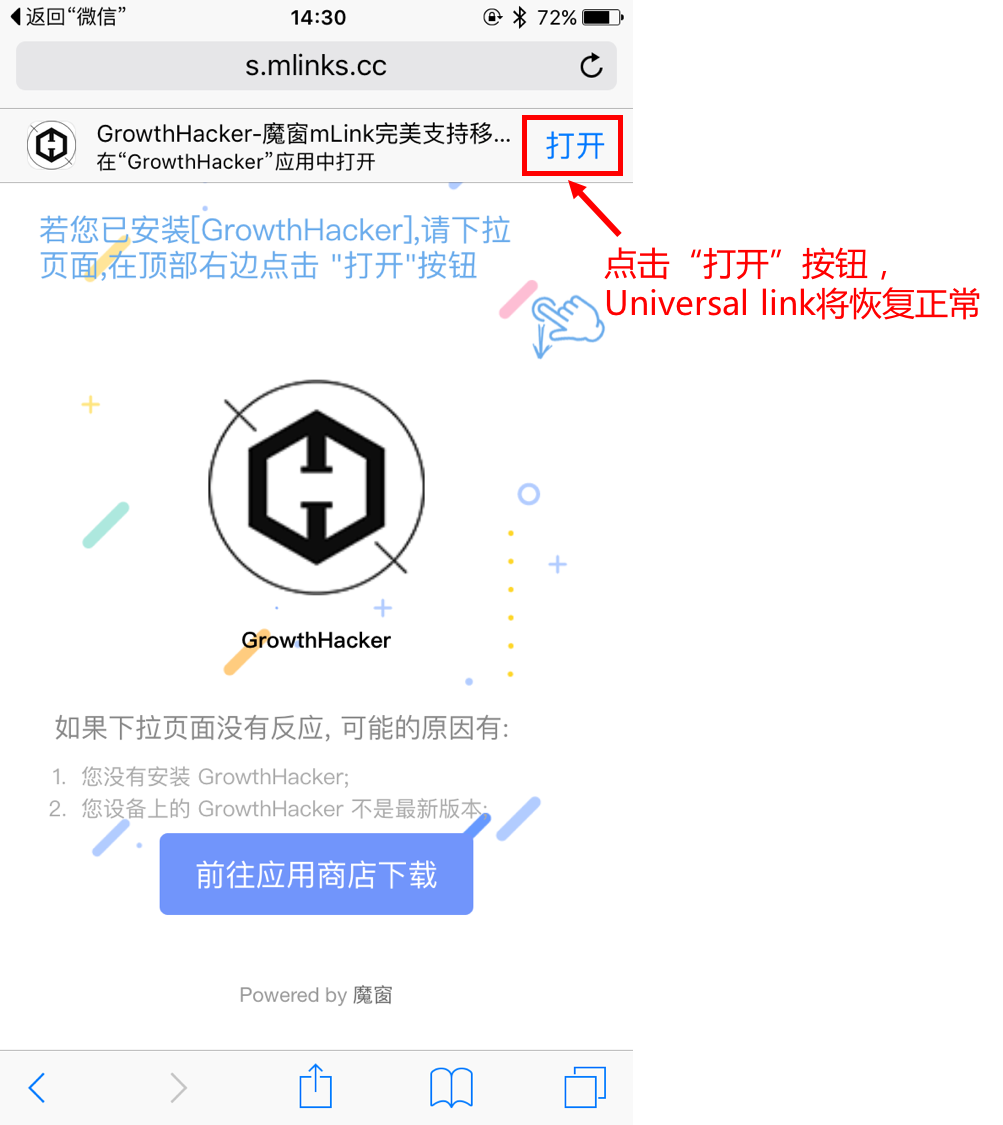 返回“微信”
14:30
72%
s.mlinks.cc
GrowthHacker-魔窗mLink完美支持移...
在“GrowthHacker”应用中打开
打开
若您已安装[GrowthHacker],请下拉
页面,在顶部右边点击 "打开"按钮
点击“打开”按钮，
Universal link将恢复正常
GrowthHacker
如果下拉页面没有反应, 可能的原因有:
1. 您没有安装 GrowthHacker;
2. 您设备上的 GrowthHacker 不是最新版本;
前往应用商店下载
Powered by 魔窗